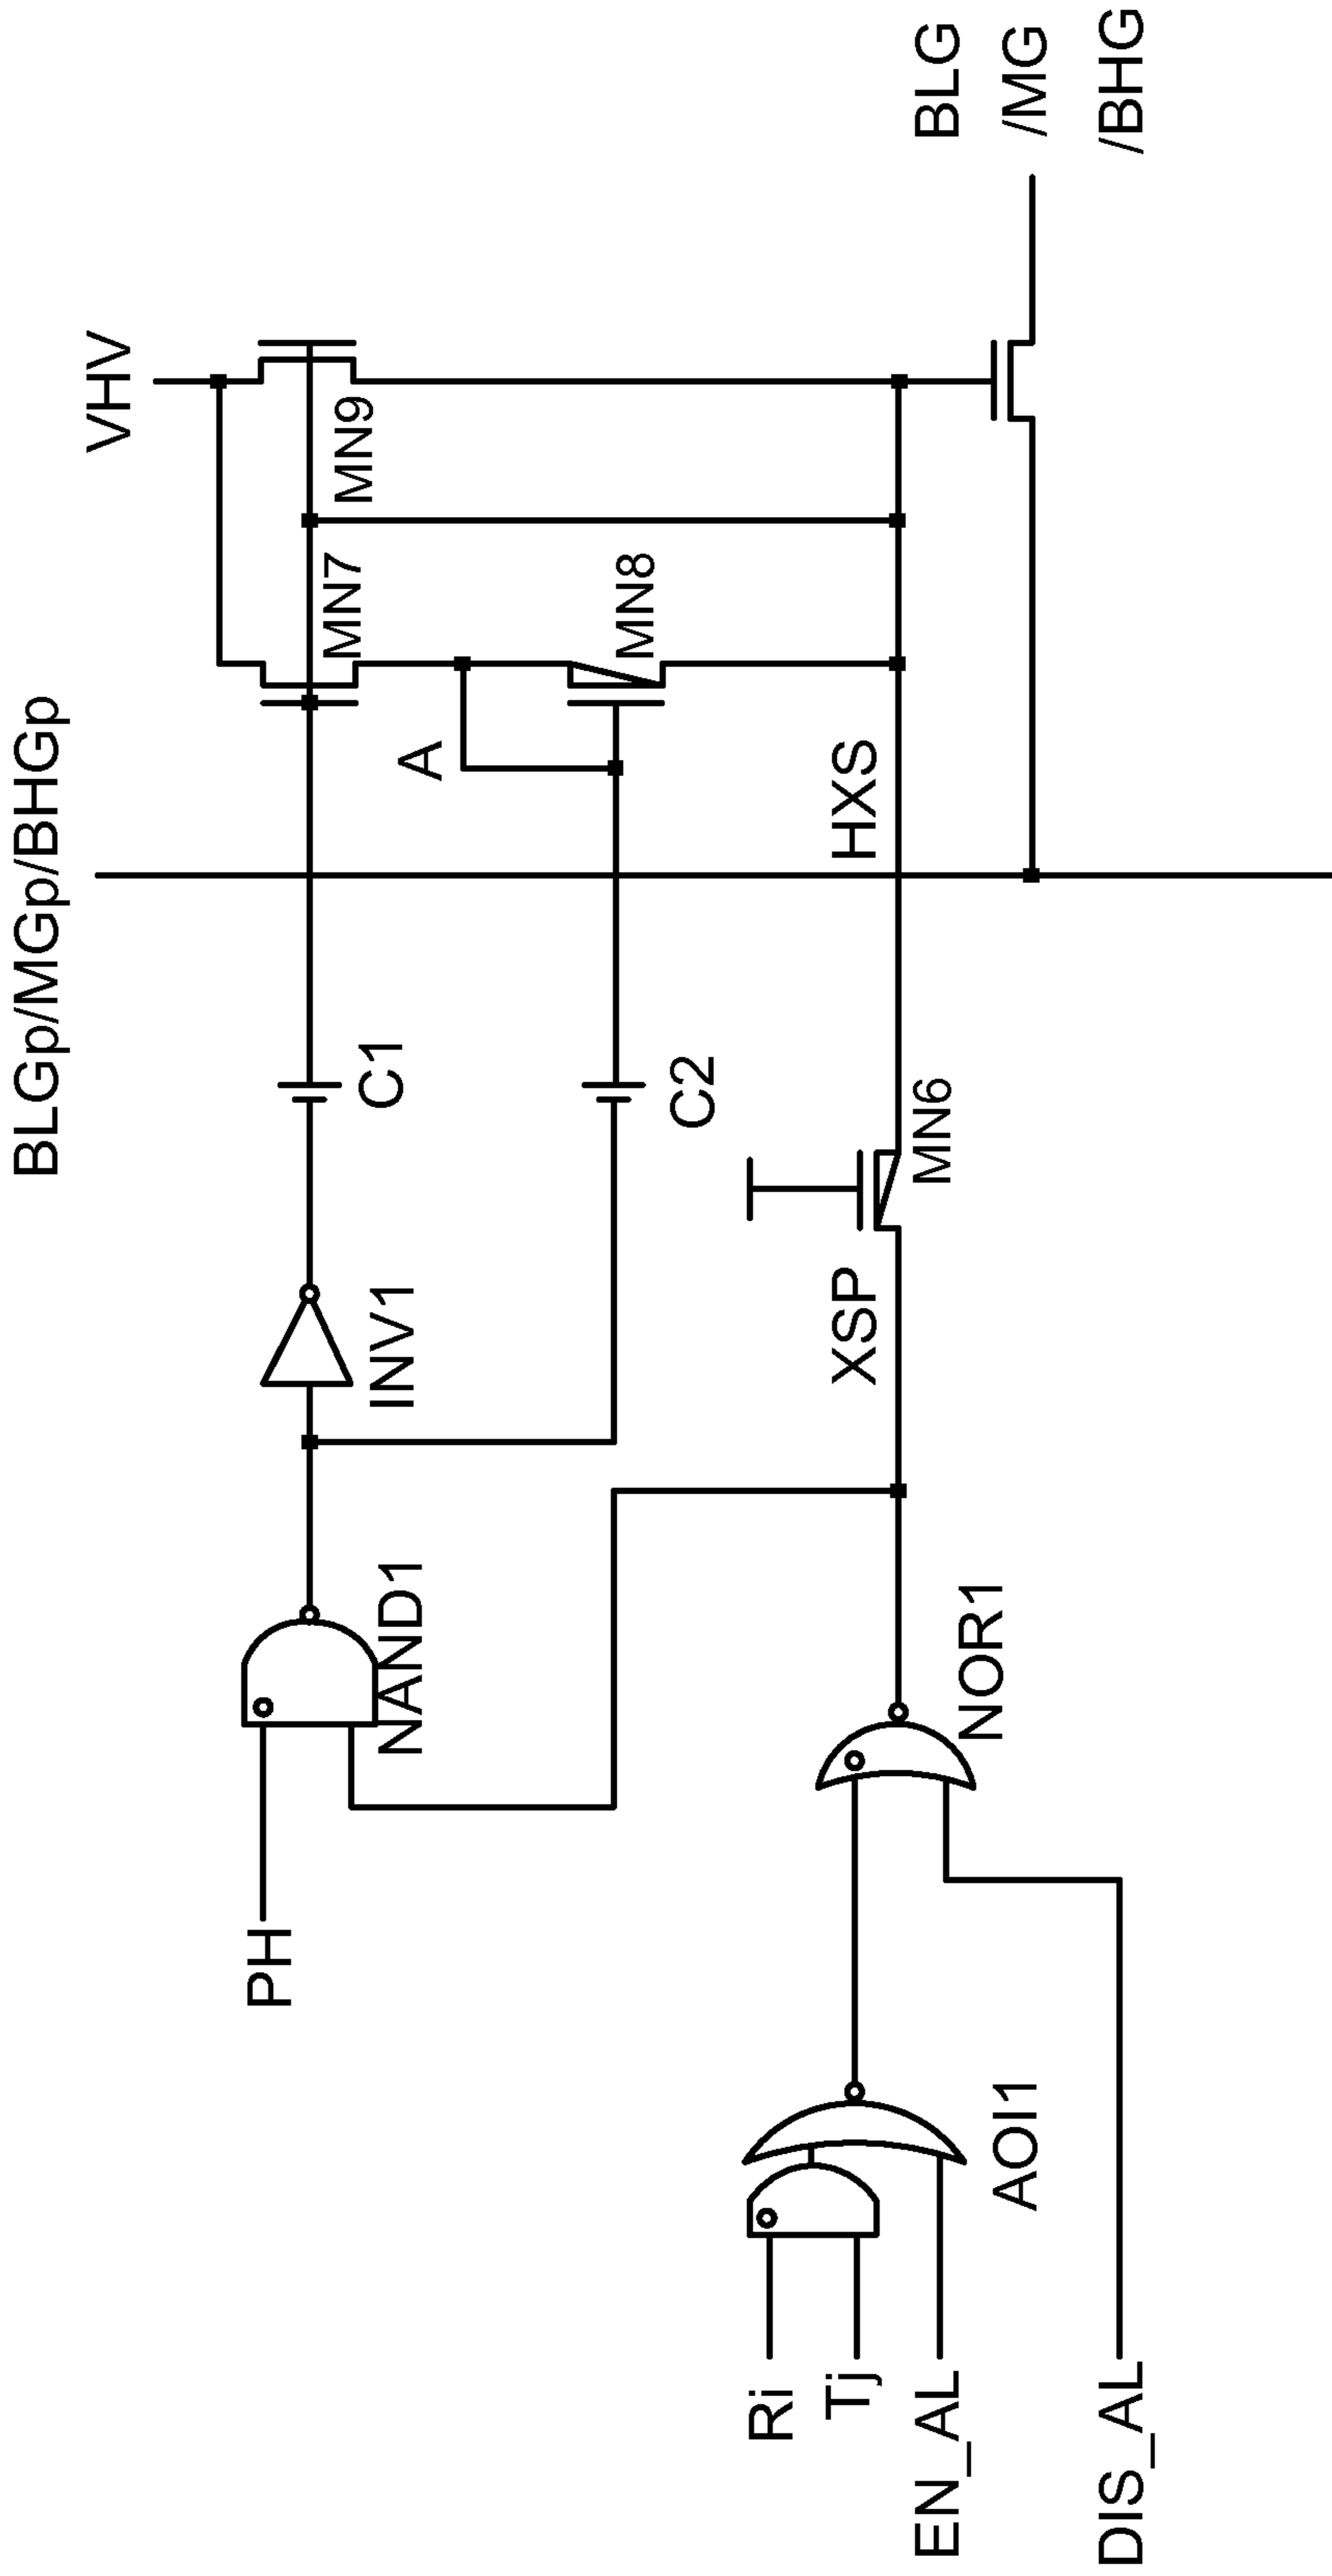 BLGp/MGp/BHGp
VHV
MN9
MN7
MN8
A
C1
C2
INV1
NAND1
PH
HXS
MN6
XSP
NOR1
AOI1
Ri
Tj
EN_AL
DIS_AL
BLG
/MG
/BHG